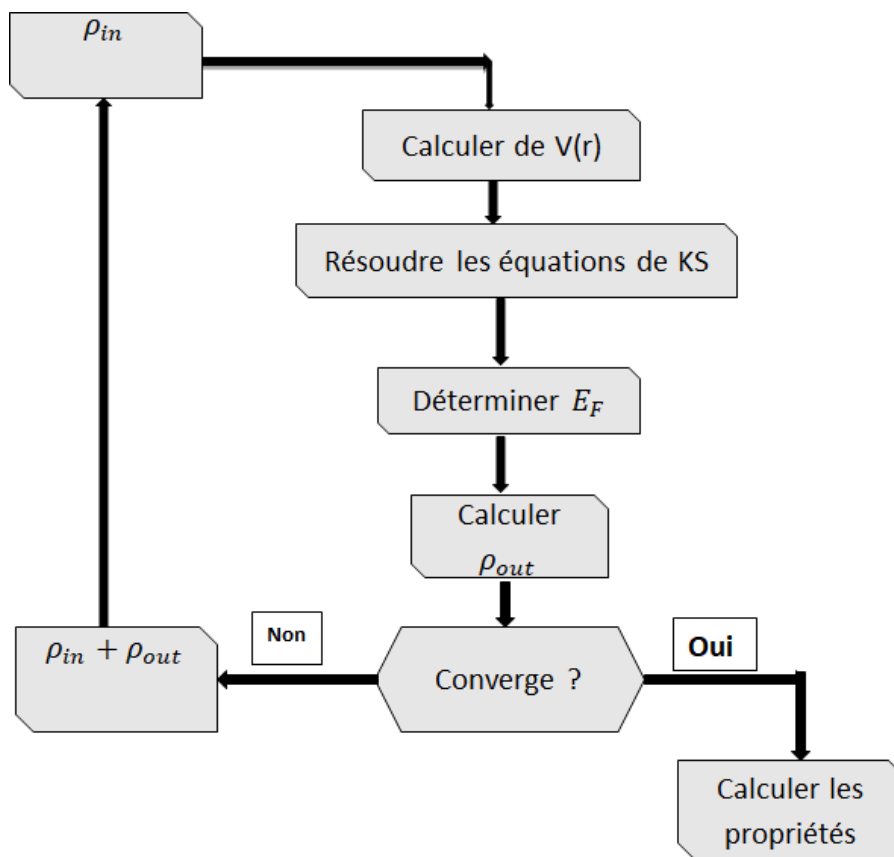 ρ_in
Calculer de V(r)
Résoudre les équations de KS
Déterminer E_F
Calculer
ρ_out
Non
Oui
ρ_in + ρ_out
Converge ?
Calculer les
propriétés